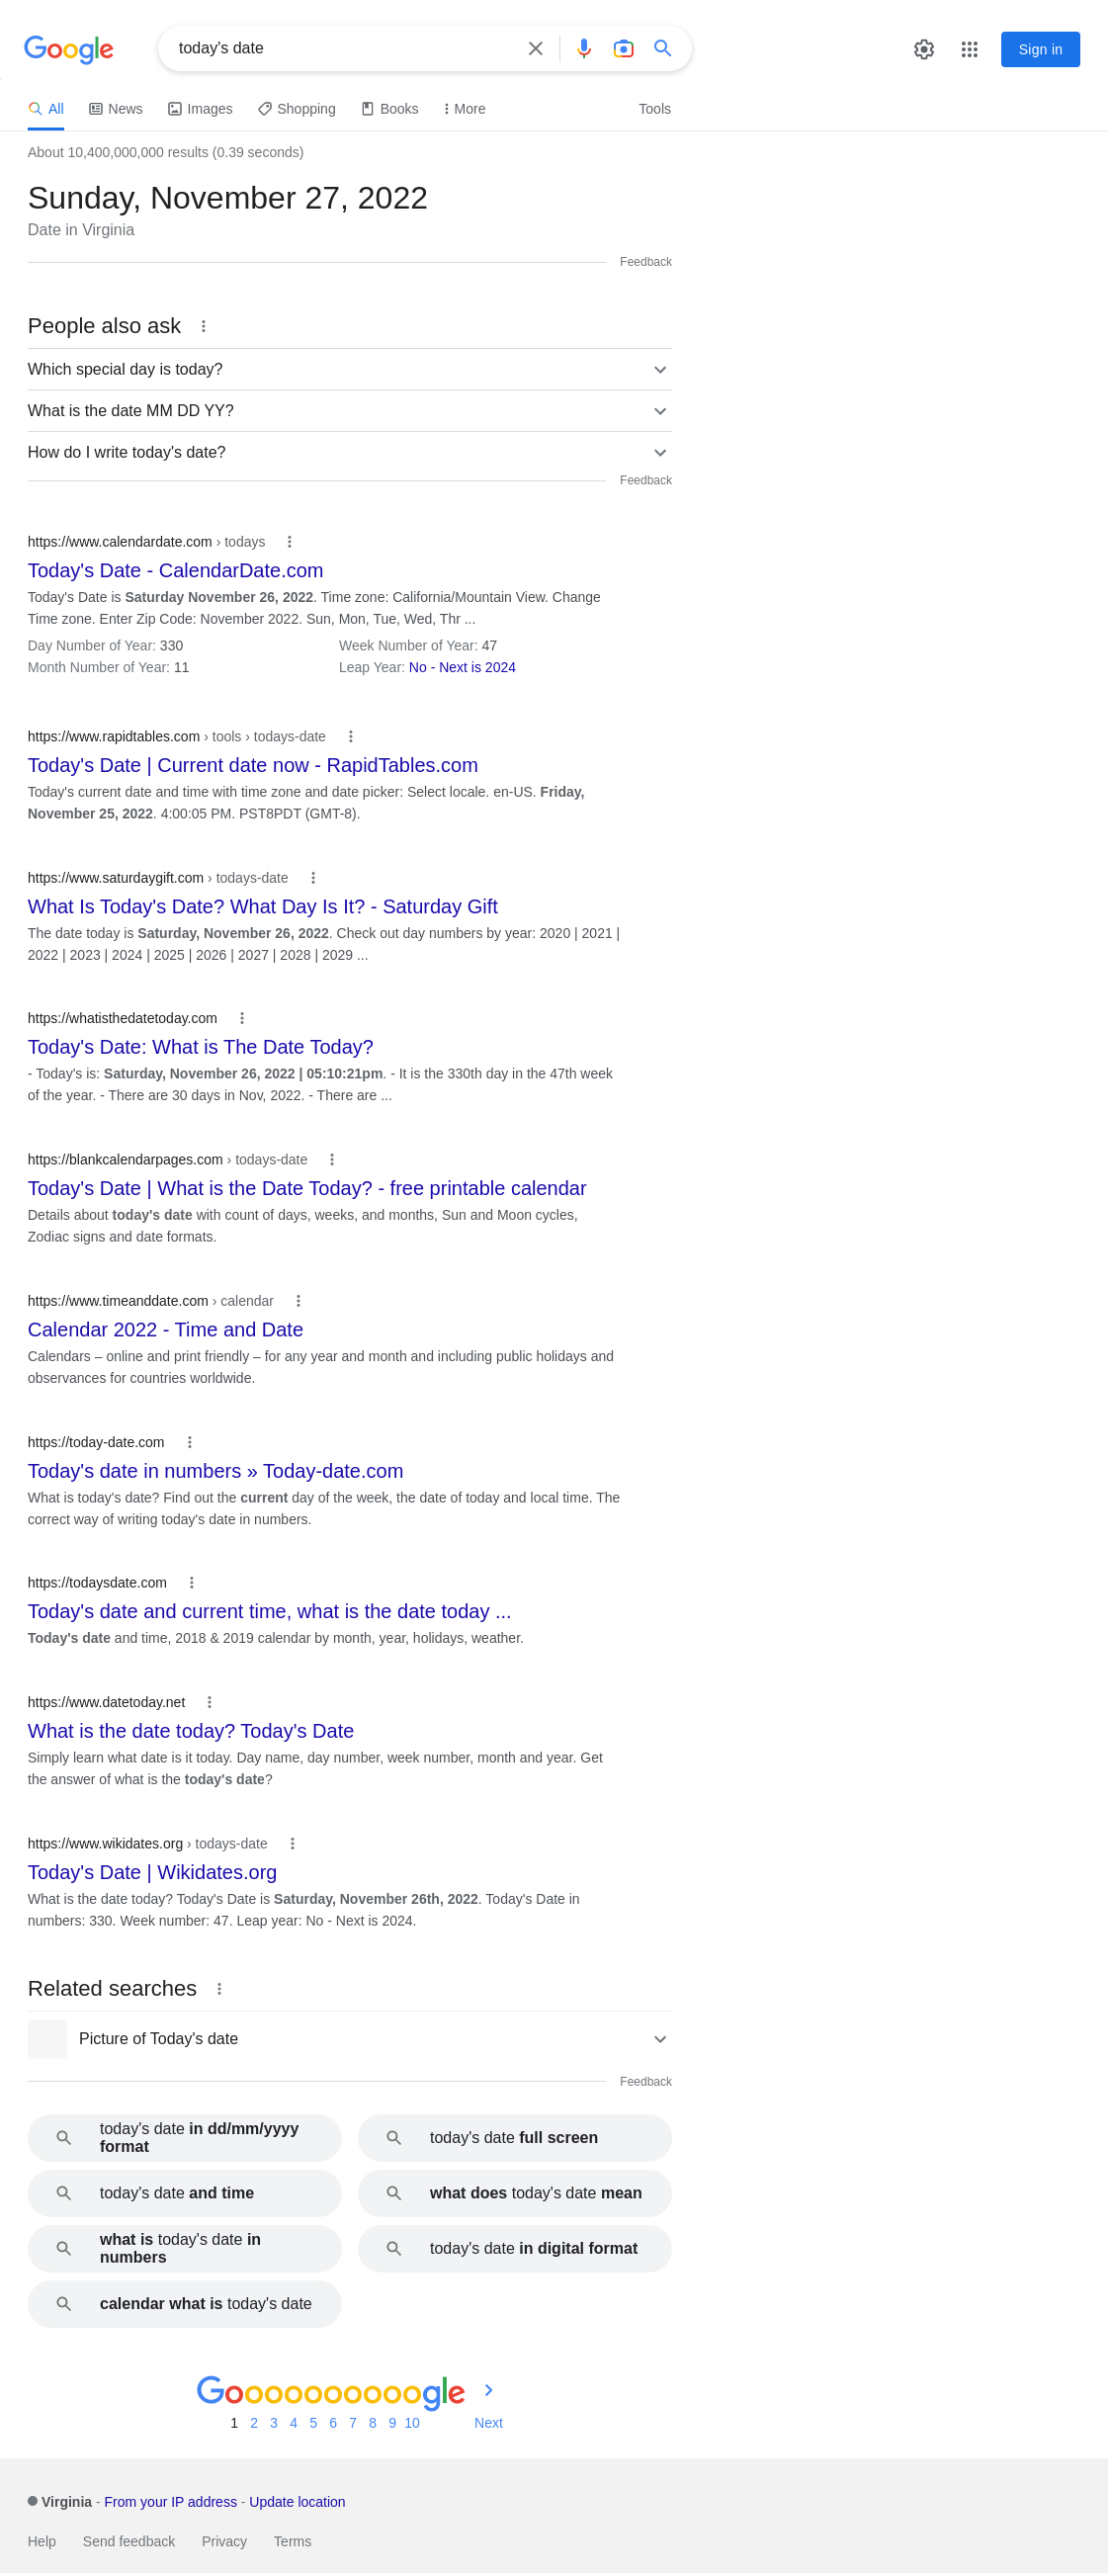 Google
today's date
Sign in
All News Images Shopping Books More Tools
About 10,400,000,000 results (0.39 seconds)
Sunday, November 27, 2022
Date in Virginia
Feedback
People also ask
Which special day is today?
What is the date MM DD YY?
How do I write today's date?
Feedback
https://www.calendardate.com › todays
Today's Date - CalendarDate.com
Today's Date is Saturday November 26, 2022. Time zone: California/Mountain View. Change
Time zone. Enter Zip Code: November 2022. Sun, Mon, Tue, Wed, Thr ...
Day Number of Year: 330 Week Number of Year: 47
Month Number of Year: 11 Leap Year: No - Next is 2024
https://www.rapidtables.com › tools › todays-date
Today's Date | Current date now - RapidTables.com
Today's current date and time with time zone and date picker: Select locale. en-US. Friday,
November 25, 2022. 4:00:05 PM. PST8PDT (GMT-8).
https://www.saturdaygift.com › todays-date
What Is Today's Date? What Day Is It? - Saturday Gift
The date today is Saturday, November 26, 2022. Check out day numbers by year: 2020 | 2021 |
2022 | 2023 | 2024 | 2025 | 2026 | 2027 | 2028 | 2029 ...
https://whatisthedatetoday.com
Today's Date: What is The Date Today?
- Today's is: Saturday, November 26, 2022 | 05:10:21pm. - It is the 330th day in the 47th week
of the year. - There are 30 days in Nov, 2022. - There are ...
https://blankcalendarpages.com › todays-date
Today's Date | What is the Date Today? - free printable calendar
Details about today's date with count of days, weeks, and months, Sun and Moon cycles,
Zodiac signs and date formats.
https://www.timeanddate.com › calendar
Calendar 2022 - Time and Date
Calendars – online and print friendly – for any year and month and including public holidays and
observances for countries worldwide.
https://today-date.com
Today's date in numbers » Today-date.com
What is today's date? Find out the current day of the week, the date of today and local time. The
correct way of writing today's date in numbers.
https://todaysdate.com
Today's date and current time, what is the date today ...
Today's date and time, 2018 & 2019 calendar by month, year, holidays, weather.
https://www.datetoday.net
What is the date today? Today's Date
Simply learn what date is it today. Day name, day number, week number, month and year. Get
the answer of what is the today's date?
https://www.wikidates.org › todays-date
Today's Date | Wikidates.org
What is the date today? Today's Date is Saturday, November 26th, 2022. Today's Date in
numbers: 330. Week number: 47. Leap year: No - Next is 2024.
Related searches
Picture of Today's date
Feedback
today's date in dd/mm/yyyy
format
today's date full screen
today's date and time
what does today's date mean
what is today's date in
numbers
today's date in digital format
calendar what is today's date
Goooooooooogle
1 2 3 4 5 6 7 8 9 10 Next
Virginia - From your IP address - Update location
Help Send feedback Privacy Terms